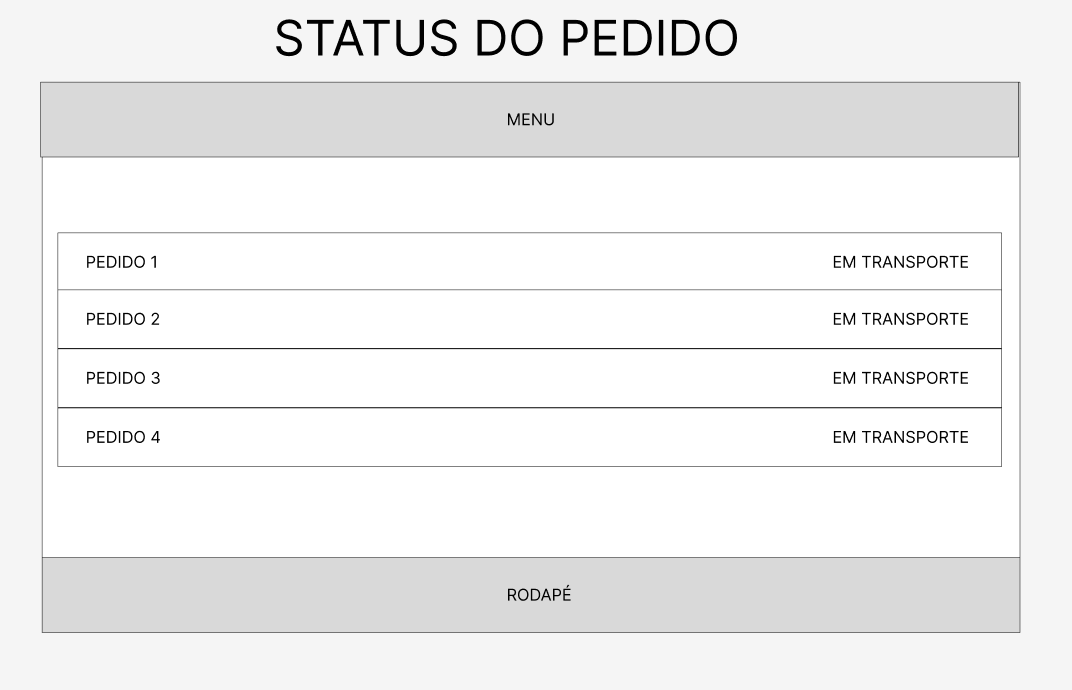 STATUS DO PEDIDO
MENU
PEDIDO 1 EM TRANSPORTE
PEDIDO 2 EM TRANSPORTE
PEDIDO 3 EM TRANSPORTE
PEDIDO 4 EM TRANSPORTE
RODAPÉ